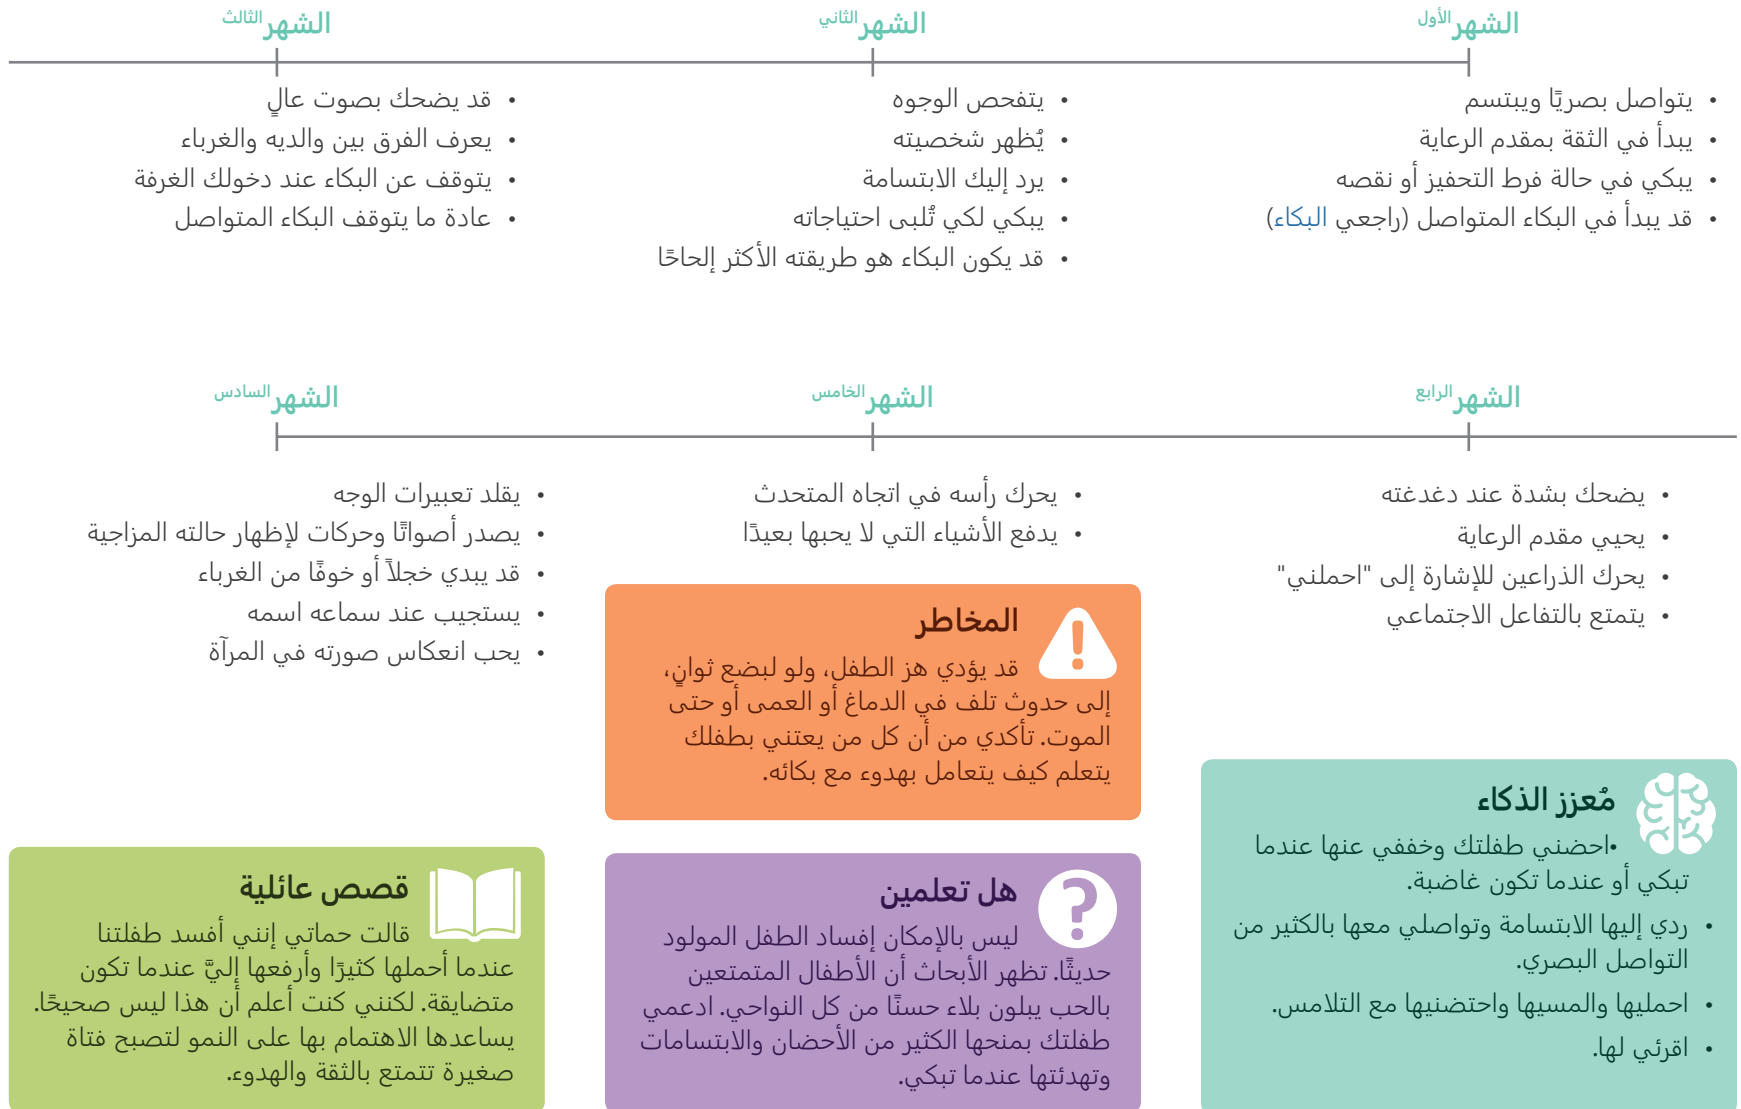 الشهر الأول
• يتواصل بصريًا ويبتسم
• يبدأ في الثقة بمقدم الرعاية
• يبكي في حالة فرط التحفيز أو نقصه
• قد يبدأ في البكاء المتواصل (راجعي البكاء)
الشهر الثاني
• يتفحص الوجوه
• يُظهر شخصيته
• يرد إليك الابتسامة
• يبكي لكي تُلبى احتياجاته
• قد يكون البكاء هو طريقته الأكثر إلحاحًا
الشهر الثالث
• قد يضحك بصوت عالٍ
• يعرف الفرق بين والديه والغرباء
• يتوقف عن البكاء عند دخولك الغرفة
• عادة ما يتوقف البكاء المتواصل
الشهر الرابع
• يضحك بشدة عند دغدغته
• يحيي مقدم الرعاية
• يحرك الذراعين للإشارة إلى "احملني"
• يتمتع بالتفاعل الاجتماعي
مُعزز الذكاء
•احضني طفلتك وخففي عنها عندما
تبكي أو عندما تكون غاضبة.
• ردي إليها الابتسامة وتواصلي معها بالكثير من
التواصل البصري.
• احمليها والمسيها واحتضنيها مع التلامس.
• اقرئي لها.
الشهر الخامس
• يحرك رأسه في اتجاه المتحدث
• يدفع الأشياء التي لا يحبها بعيدًا
المخاطر
قد يؤدي هز الطفل، ولو لبضع ثوانٍ،
إلى حدوث تلف في الدماغ أو العمى أو حتى
الموت. تأكدي من أن كل من يعتني بطفلك
يتعلم كيف يتعامل بهدوء مع بكائه.
هل تعلمين
ليس بالإمكان إفساد الطفل المولود
حديثًا. تظهر الأبحاث أن الأطفال المتمتعين
بالحب يبلون بلاء حسنًا من كل النواحي. ادعمي
طفلتك بمنحها الكثير من الأحضان والابتسامات
وتهدئتها عندما تبكي.
الشهر السادس
• يقلد تعبيرات الوجه
• يصدر أصواتًا وحركات لإظهار حالته المزاجية
• قد يبدي خجلاً أو خوفًا من الغرباء
• يستجيب عند سماعه اسمه
• يحب انعكاس صورته في المرآة
قصص عائلية
قالت حماتي إنني أفسد طفلتنا
عندما أحملها كثيرًا وأرفعها إليَّ عندما تكون
متضايقة. لكنني كنت أعلم أن هذا ليس صحيحًا.
يساعدها الاهتمام بها على النمو لتصبح فتاة
صغيرة تتمتع بالثقة والهدوء.